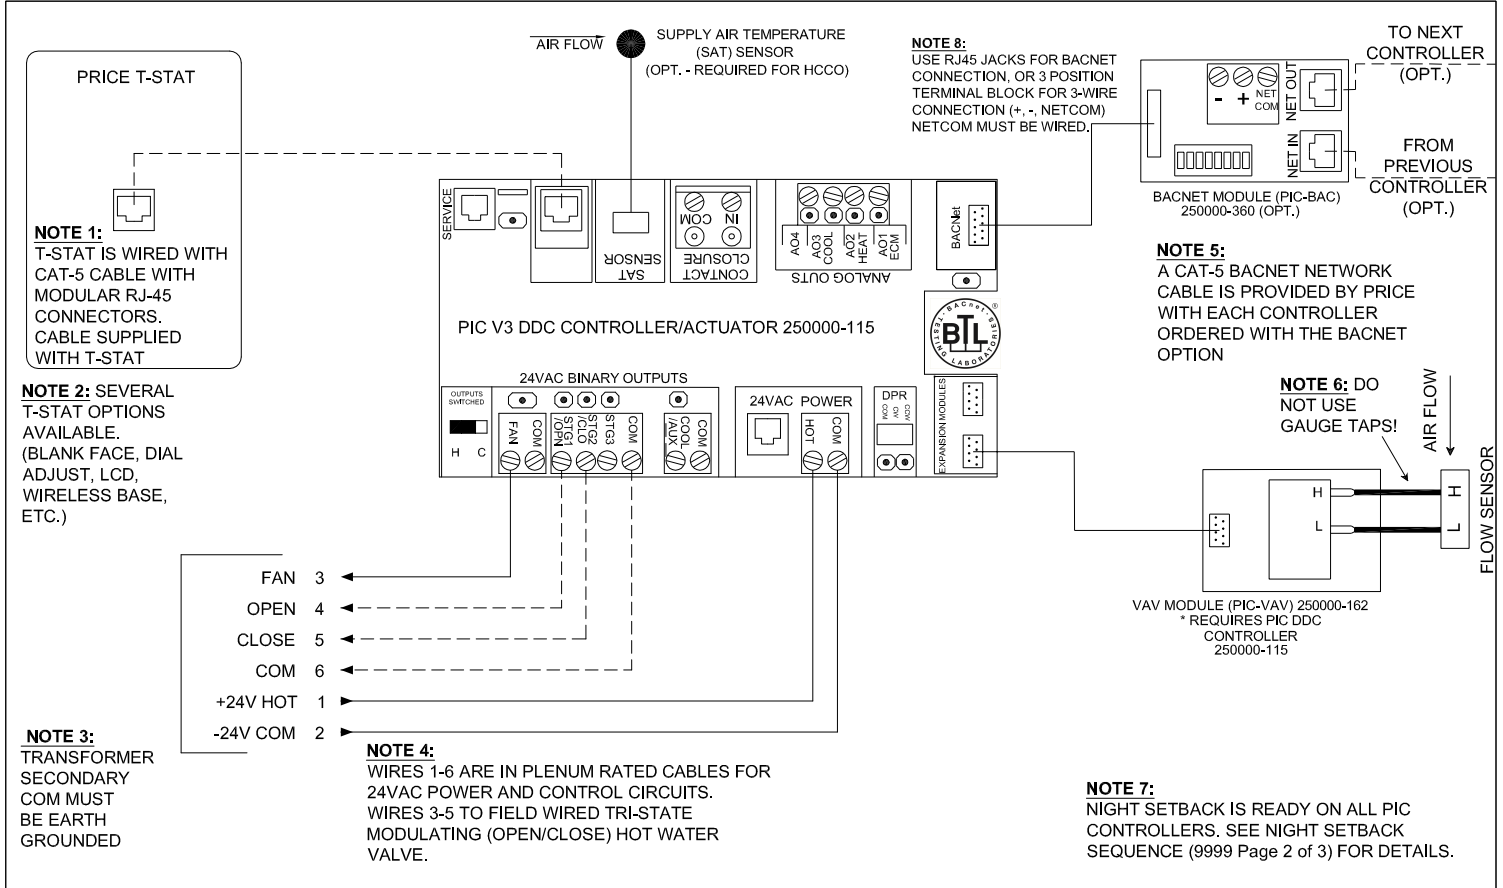 PRICE T-STAT
NOTE 1:
T-STAT IS WIRED WITH
CAT-5 CABLE WITH
MODULAR RJ-45
CONNECTORS.
CABLE SUPPLIED
WITH T-STAT
NOTE 2: SEVERAL
T-STAT OPTIONS
AVAILABLE.
(BLANK FACE, DIAL
ADJUST, LCD,
WIRELESS BASE,
ETC.)
AIR FLOW
SUPPLY AIR TEMPERATURE
(SAT) SENSOR
(OPT. - REQUIRED FOR HCCO)
NOTE 8:
USE RJ45 JACKS FOR BACNET
CONNECTION, OR 3 POSITION
TERMINAL BLOCK FOR 3-WIRE
CONNECTION (+, -, NETCOM)
NETCOM MUST BE WIRED.
- +
NET
COM
NET OUT
NET IN
TO NEXT
CONTROLLER
(OPT.)
FROM
PREVIOUS
CONTROLLER
(OPT.)
BACNET MODULE (PIC-BAC)
250000-360 (OPT.)
NOTE 5:
A CAT-5 BACNET NETWORK
CABLE IS PROVIDED BY PRICE
WITH EACH CONTROLLER
ORDERED WITH THE BACNET
OPTION
SERVICE
SAT
SENSOR
COM
IN
CONTACT
CLOSURE
AO4
AO3
COOL
AO2
HEAT
AO1
ECM
ANALOG OUTS
BACNet
PIC V3 DDC CONTROLLER/ACTUATOR 250000-115
BACnet
®
BTL
TESTING LABORATORIES
24VAC BINARY OUTPUTS
OUTPUTS
SWITCHED
H C
FAN
COM
STG1
/OPN
STG2
/CLO
STG3
COM
COOL
/AUX
COM
24VAC POWER
HOT
COM
DPR
COM
CAV
CCW
EXPANSION MODULES
NOTE 6: DO
NOT USE
GAUGE TAPS!
AIR FLOW
H
L
H
L
FLOW SENSOR
VAV MODULE (PIC-VAV) 250000-162
* REQUIRES PIC DDC
CONTROLLER
250000-115
FAN 3
OPEN 4
CLOSE 5
COM 6
+24V HOT 1
-24V COM 2
NOTE 3:
TRANSFORMER
SECONDARY
COM MUST
BE EARTH
GROUNDED
NOTE 4:
WIRES 1-6 ARE IN PLENUM RATED CABLES FOR
24VAC POWER AND CONTROL CIRCUITS.
WIRES 3-5 TO FIELD WIRED TRI-STATE
MODULATING (OPEN/CLOSE) HOT WATER
VALVE.
NOTE 7:
NIGHT SETBACK IS READY ON ALL PIC
CONTROLLERS. SEE NIGHT SETBACK
SEQUENCE (9999 Page 2 of 3) FOR DETAILS.